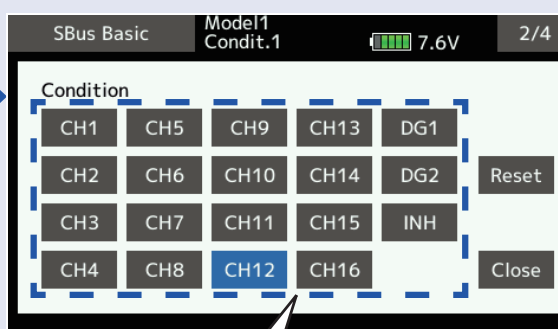 SBus Basic
Model1
Condit.1
7.6V
2/4
Condition
CH1 CH5 CH9 CH13 DG1
CH2 CH6 CH10 CH14 DG2 Reset
CH3 CH7 CH11 CH15 INH
CH4 CH8 CH12 CH16 Close